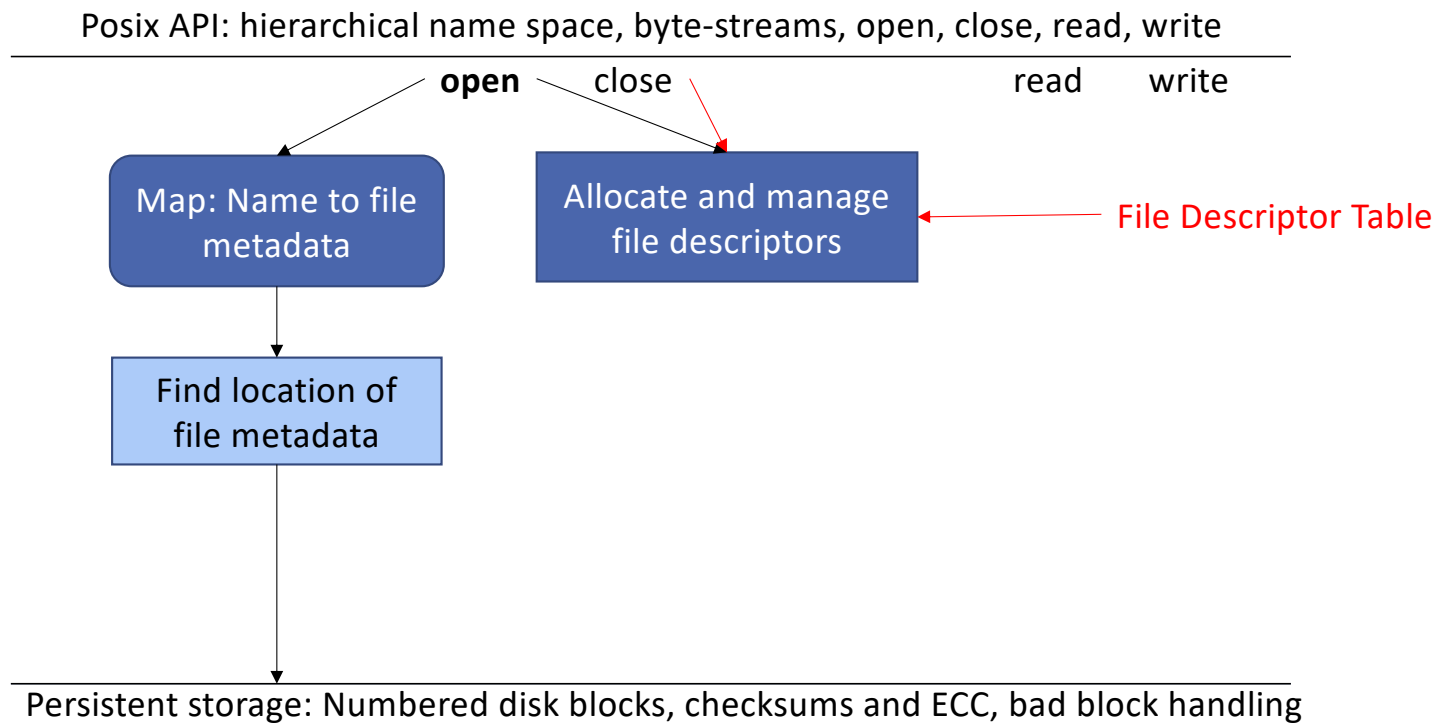 Posix API: hierarchical name space, byte-streams, open, close, read, write
open close read write
Map: Name to file
metadata
Allocate and manage
file descriptors
File Descriptor Table
Find location of
file metadata
Persistent storage: Numbered disk blocks, checksums and ECC, bad block handling